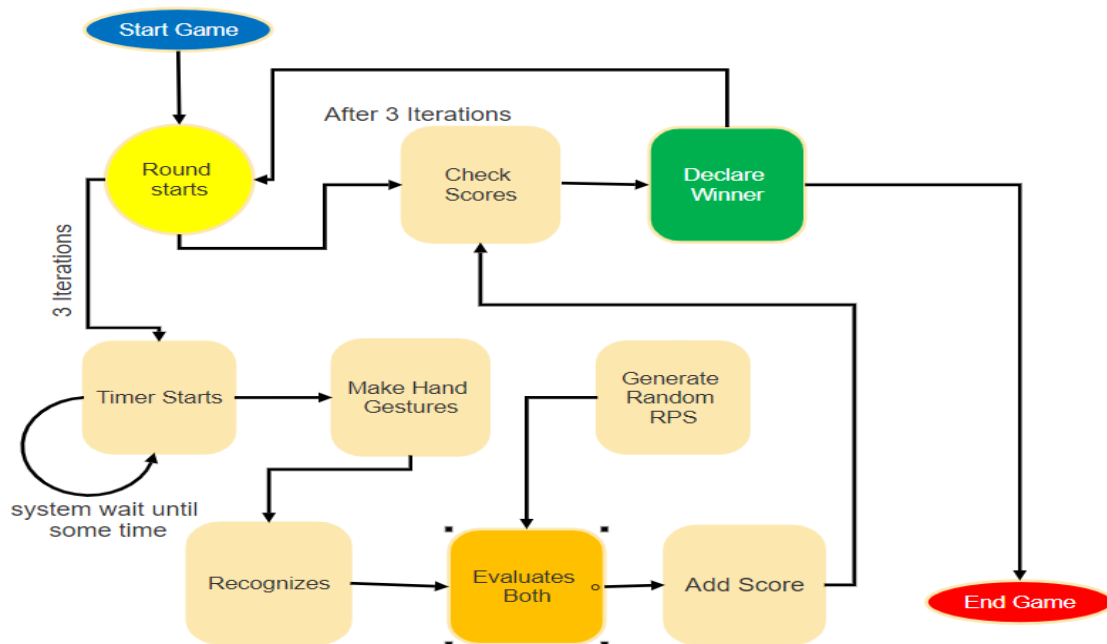 Start Game
After 3 Iterations
Round
starts
Check
Scores
Declare
Winner
3 Iterations
Timer Starts
Make Hand
Gestures
Generate
Random
RPS
system wait until
some time
Recognizes
Evaluates
Both
Add Score
End Game